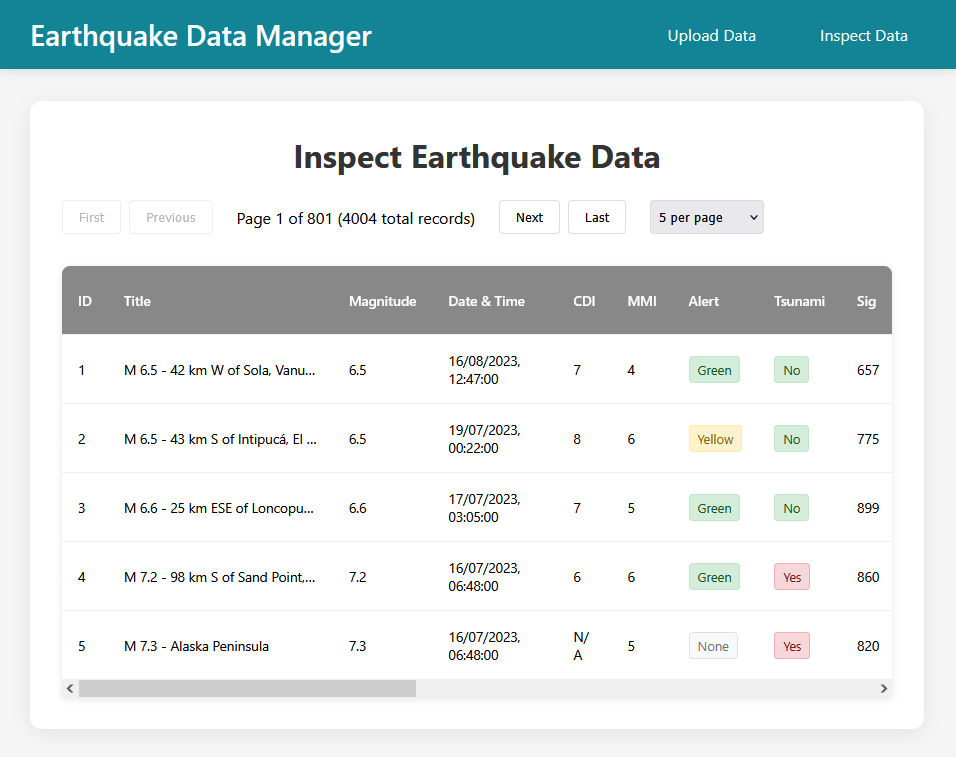 Earthquake Data Manager Upload Data Inspect Data
Inspect Earthquake Data
First Previous Page 1 of 801 (4004 total records) Next Last 5 per page
ID Title Magnitude Date & Time CDI MMI Alert Tsunami Sig
1 M 6.5 - 42 km W of Sola, Vanu... 6.5 16/08/2023, 12:47:00 7 4 Green No 657
2 M 6.5 - 43 km S of Intipucá, El ... 6.5 19/07/2023, 00:22:00 8 6 Yellow No 775
3 M 6.6 - 25 km ESE of Loncopu... 6.6 17/07/2023, 03:05:00 7 5 Green No 899
4 M 7.2 - 98 km S of Sand Point,... 7.2 16/07/2023, 06:48:00 6 6 Green Yes 860
5 M 7.3 - Alaska Peninsula 7.3 16/07/2023, 06:48:00 N/A 5 None Yes 820